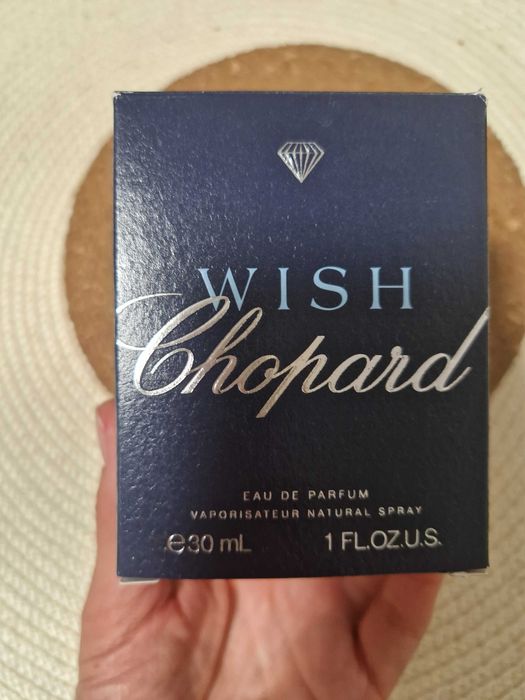 WISH
Chopard
EAU DE PARFUM
VAPORISATEUR NATURAL SPRAY
℮30 mL 1 FL.OZ.U.S.